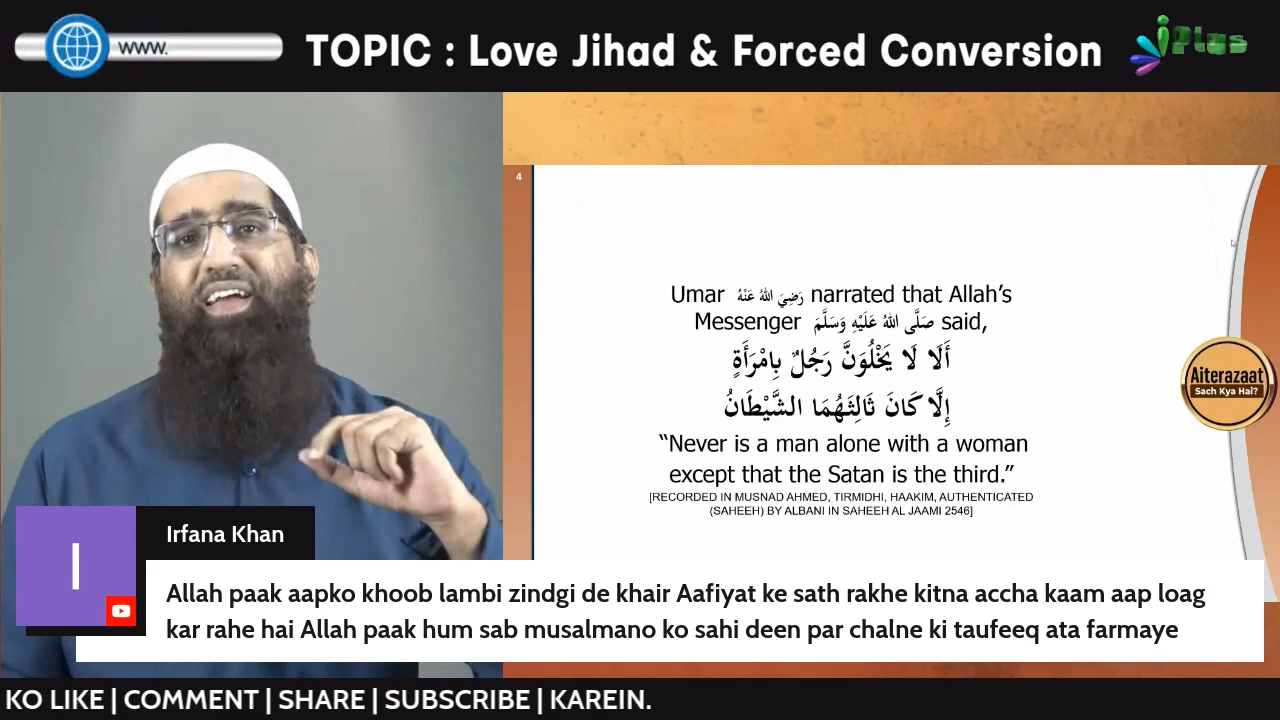 www.
TOPIC : Love Jihad & Forced Conversion
iPlus
4
Umar رَضِيَ اللهُ عَنْهُ narrated that Allah’s
Messenger صَلَّى اللهُ عَلَيْهِ وَسَلَّمَ said,
أَلَا لَا يَخْلُوَنَّ رَجُلٌ بِامْرَأَةٍ
إِلَّا كَانَ ثَالِثَهُمَا الشَّيْطَانُ
“Never is a man alone with a woman
except that the Satan is the third.”
[RECORDED IN MUSNAD AHMED, TIRMIDHI, HAAKIM, AUTHENTICATED
(SAHEEH) BY ALBANI IN SAHEEH AL JAAMI 2546]
Aiterazaat
Sach Kya Hai?
I
Irfana Khan
Allah paak aapko khoob lambi zindgi de khair Aafiyat ke sath rakhe kitna accha kaam aap loag
kar rahe hai Allah paak hum sab musalmano ko sahi deen par chalne ki taufeeq ata farmaye
KO LIKE | COMMENT | SHARE | SUBSCRIBE | KAREIN.